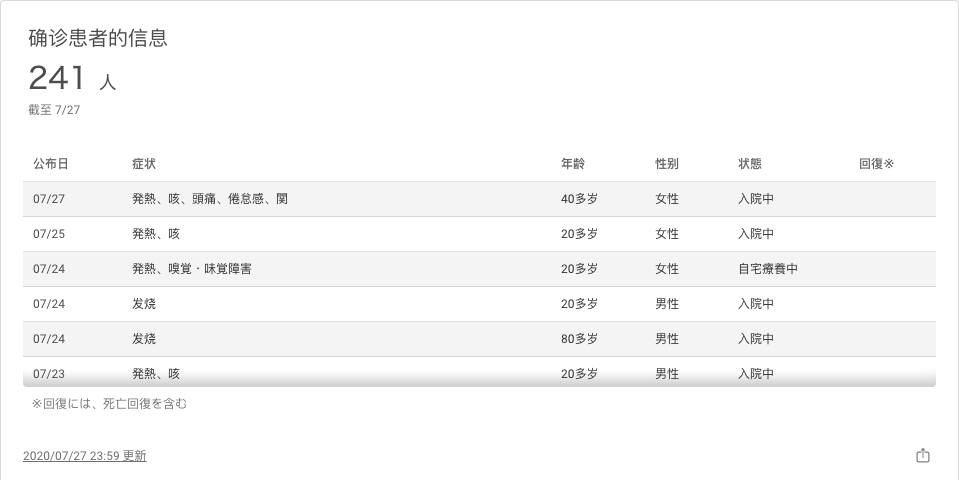 确诊患者的信息
241 人
截至 7/27
公布日 症状 年齢 性别 状態 回復※
07/27 発熱、咳、頭痛、倦怠感、関 40多岁 女性 入院中
07/25 発熱、咳 20多岁 女性 入院中
07/24 発熱、嗅覚・味覚障害 20多岁 女性 自宅療養中
07/24 发烧 20多岁 男性 入院中
07/24 发烧 80多岁 男性 入院中
07/23 発熱、咳 20多岁 男性 入院中
※回復には、死亡回復を含む
2020/07/27 23:59 更新